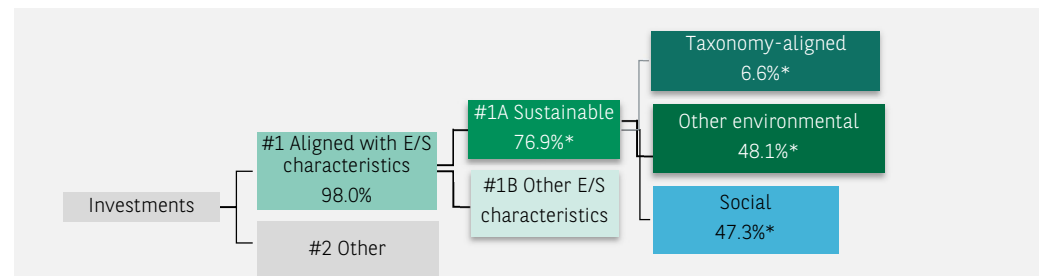 Investments
#1 Aligned with E/S
characteristics
98.0%
#2 Other
#1A Sustainable
76.9%*
#1B Other E/S
characteristics
Taxonomy-aligned
6.6%*
Other environmental
48.1%*
Social
47.3%*